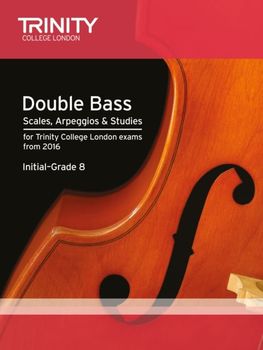 TRINITY
COLLEGE LONDON
Double Bass
Scales, Arpeggios & Studies
for Trinity College London exams
from 2016
Initial–Grade 8